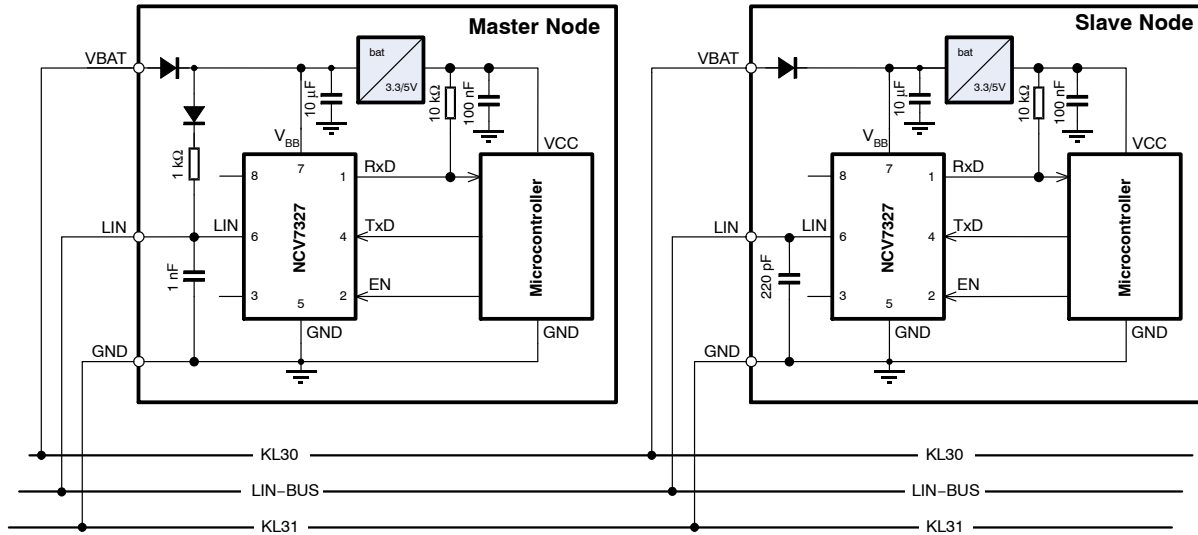 Master Node
VBAT
bat
3.3/5V
10 µF
10 kΩ
100 nF
1 kΩ
VBB
VCC
7
8
1
RxD
LIN
LIN
6
NCV7327
4
TxD
Microcontroller
1 nF
3
5
2
EN
GND
GND
GND
Slave Node
VBAT
bat
3.3/5V
10 µF
10 kΩ
100 nF
VBB
VCC
7
8
1
RxD
LIN
LIN
6
NCV7327
4
TxD
Microcontroller
220 pF
3
5
2
EN
GND
GND
GND
KL30
KL30
LIN–BUS
LIN–BUS
KL31
KL31